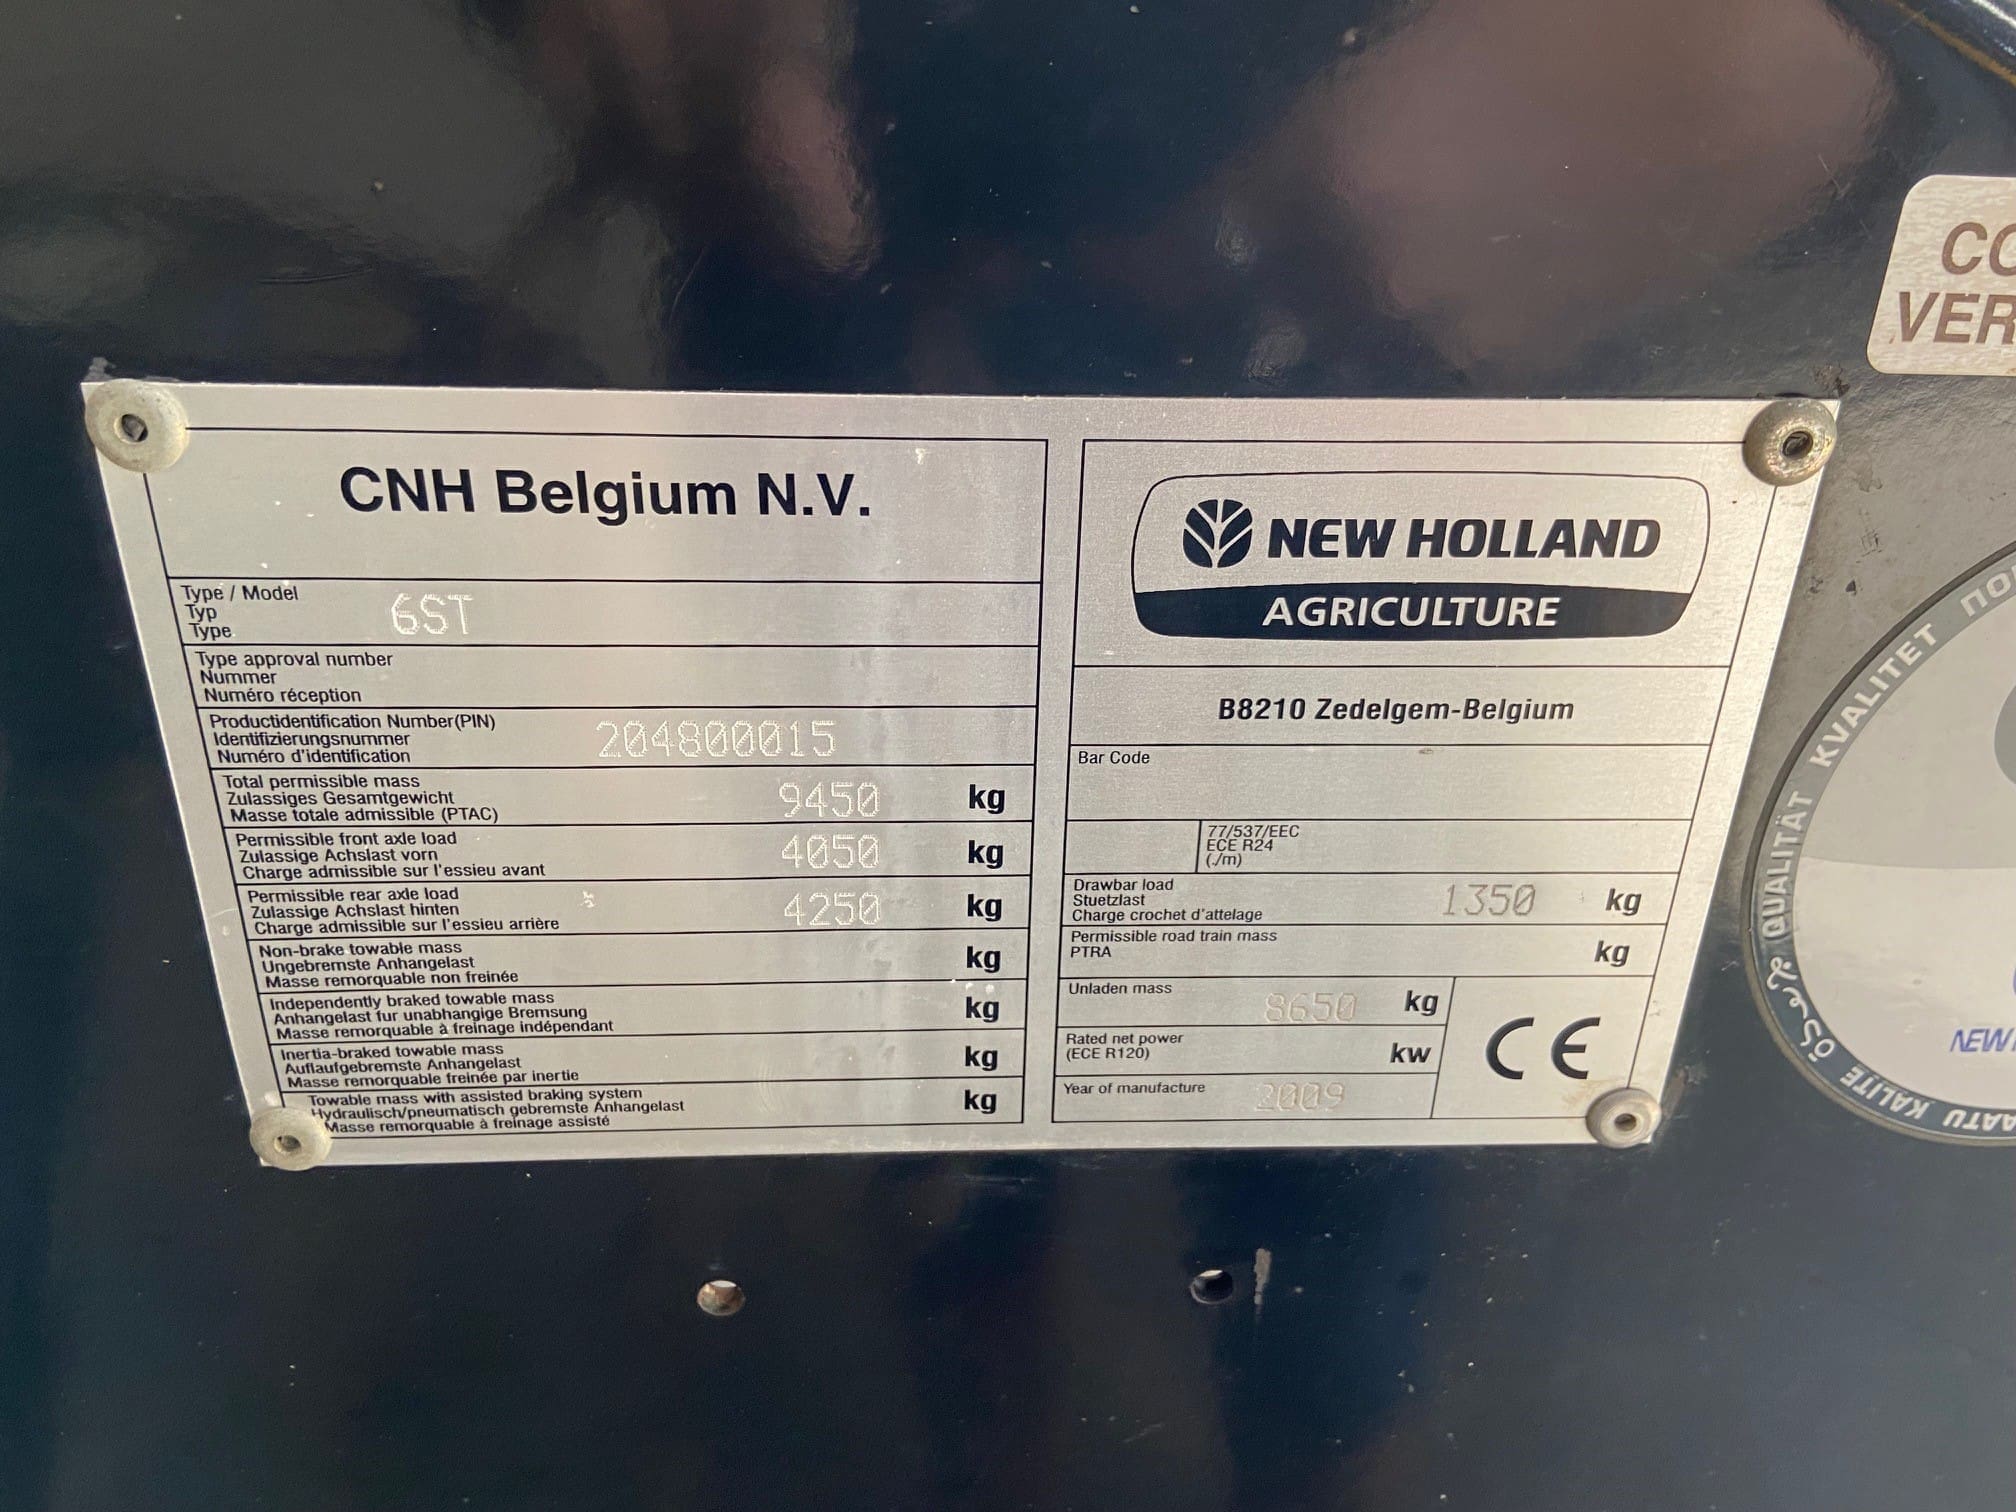 CNH Belgium N.V.
Type / Model
Typ
Type
6ST
Type approval number
Nummer
Numéro réception
Productidentification Number(PIN)
Identifizierungsnummer
Numéro d'identification
204800015
Total permissible mass
Zulassiges Gesamtgewicht
Masse totale admissible (PTAC)
9450 kg
Permissible front axle load
Zulassige Achslast vorn
Charge admissible sur l'essieu avant
4050 kg
Permissible rear axle load
Zulassige Achslast hinten
Charge admissible sur l'essieu arrière
4250 kg
Non-brake towable mass
Ungebremste Anhangelast
Masse remorquable non freinée
kg
Independently braked towable mass
Anhangelast fur unabhangige Bremsung
Masse remorquable à freinage indépendant
kg
Inertia-braked towable mass
Auflaufgebremste Anhangelast
Masse remorquable freinée par inertie
kg
Towable mass with assisted braking system
Hydraulisch/pneumatisch gebremste Anhangelast
Masse remorquable à freinage assisté
kg
NEW HOLLAND
AGRICULTURE
B8210 Zedelgem-Belgium
Bar Code
77/537/EEC
ECE R24
(./m)
Drawbar load
Stuetzlast
Charge crochet d'attelage
1350 kg
Permissible road train mass
PTRA
kg
Unladen mass
8650 kg
Rated net power
(ECE R120)
kw
Year of manufacture
2009
CE
CO
VER
KVALITET
QUALITÄT
KALITE
NEW